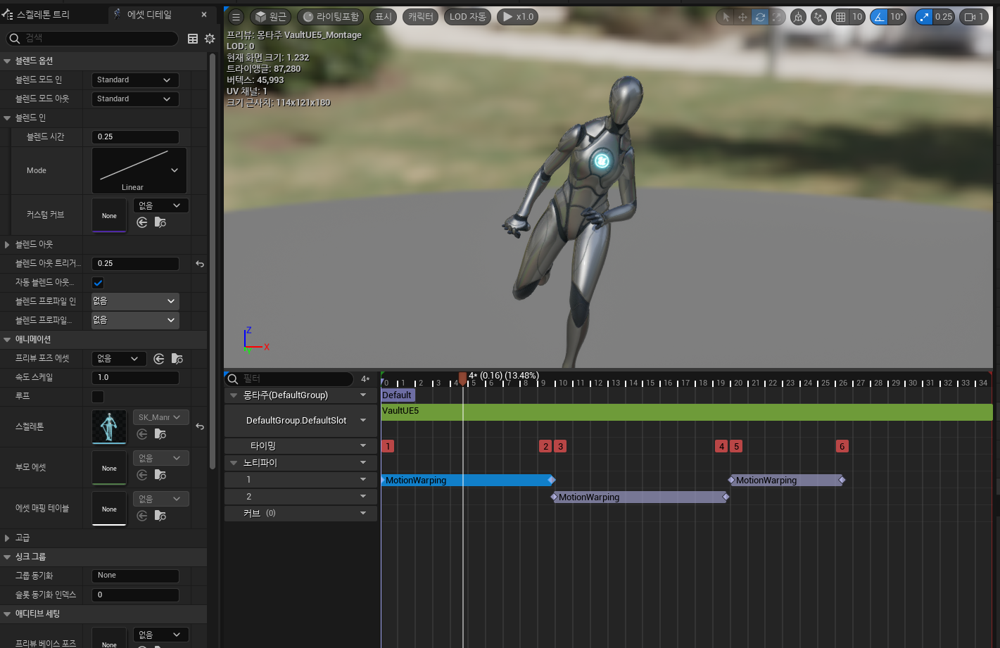 스켈레톤 트리
에셋 디테일
검색
블렌드 옵션
블렌드 모드 인
Standard
블렌드 모드 아웃
Standard
블렌드 인
블렌드 시간
0.25
Mode
Linear
커스텀 커브
None
없음
블렌드 아웃
블렌드 아웃 트리거...
0.25
자동 블렌드 아웃...
블렌드 프로파일 인
없음
블렌드 프로파일...
없음
애니메이션
프리뷰 포즈 에셋
없음
속도 스케일
1.0
루프
스켈레톤
SK_Mann
부모 에셋
None
없음
에셋 매핑 테이블
None
없음
고급
싱크 그룹
그룹 동기화
None
슬롯 동기화 인덱스
0
애디티브 세팅
프리뷰 베이스 포즈
None
없음
원근
라이팅포함
표시
캐릭터
LOD 자동
x1.0
10
10°
0.25
1
프리뷰: 몽타주 VaultUE5_Montage
LOD: 0
현재 화면 크기: 1.232
트라이앵글: 87,280
버텍스: 45,993
UV 채널: 1
크기 근사치: 114x121x180
Z
X
Y
필터
4*
4* (0.16) (13.48%)
0 1 2 3 4 5 6 7 8 9 10 11 12 13 14 15 16 17 18 19 20 21 22 23 24 25 26 27 28 29 30 31 32 33 34
몽타주(DefaultGroup)
Default
VaultUE5
DefaultGroup.DefaultSlot
타이밍
1 2 3 4 5 6
노티파이
1
MotionWarping
MotionWarping
2
MotionWarping
커브 (0)